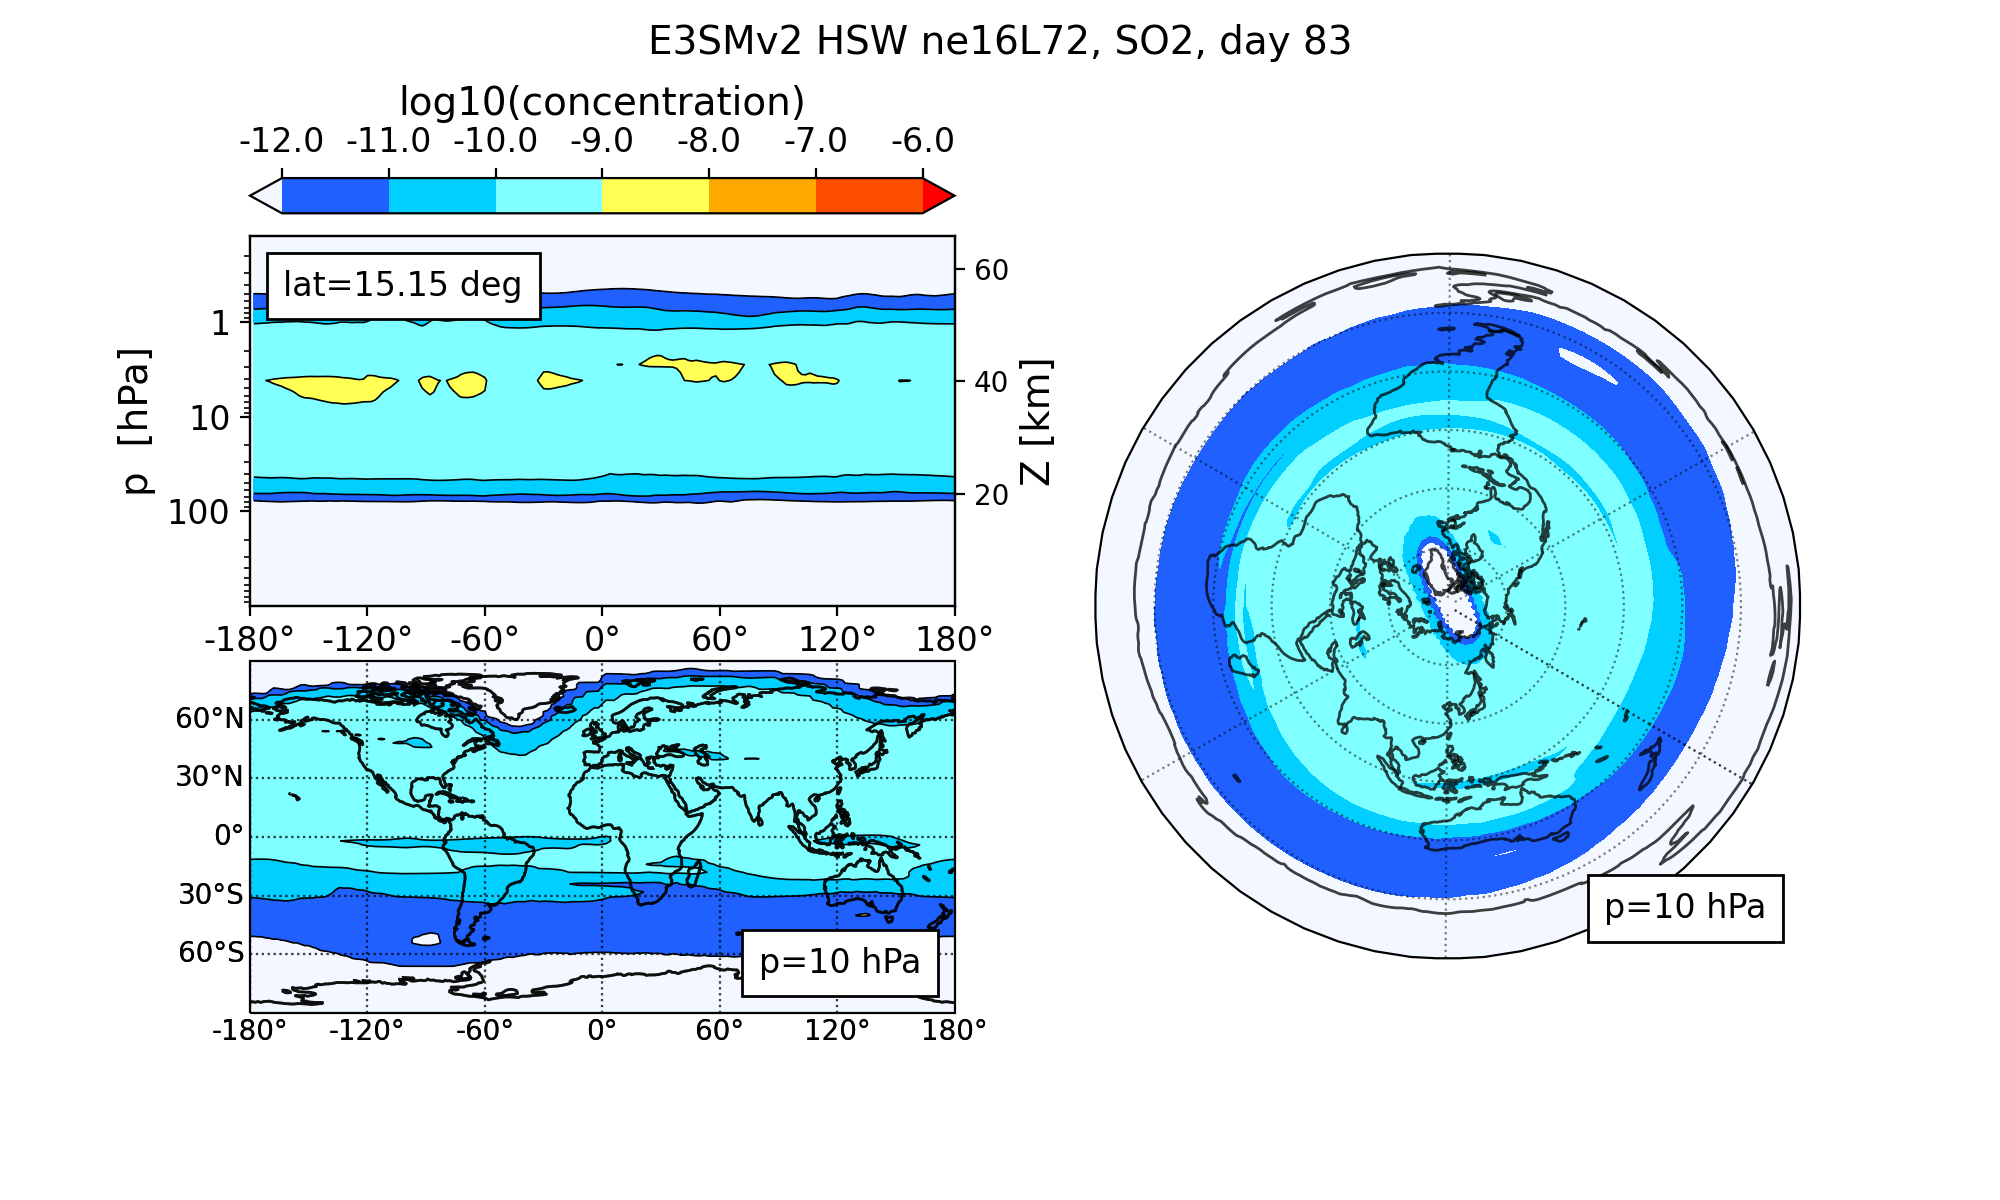 E3SMv2 HSW ne16L72, SO2, day 83
log10(concentration)
-12.0 -11.0 -10.0 -9.0 -8.0 -7.0 -6.0
lat=15.15 deg
p [hPa]
1
10
100
60
40
20
Z [km]
-180° -120° -60° 0° 60° 120° 180°
60°N
30°N
0°
30°S
60°S
p=10 hPa
-180° -120° -60° 0° 60° 120° 180°
p=10 hPa